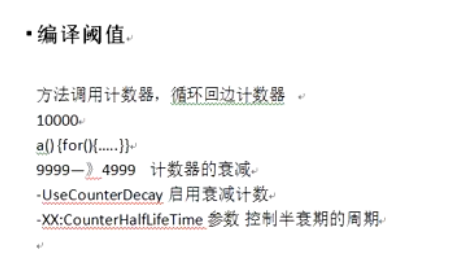 ▪编译阈值
方法调用计数器，循环回边计数器
10000
a() {for(){…..}}
9999—》4999 计数器的衰减
-UseCounterDecay 启用衰减计数
-XX:CounterHalfLifeTime 参数 控制半衰期的周期